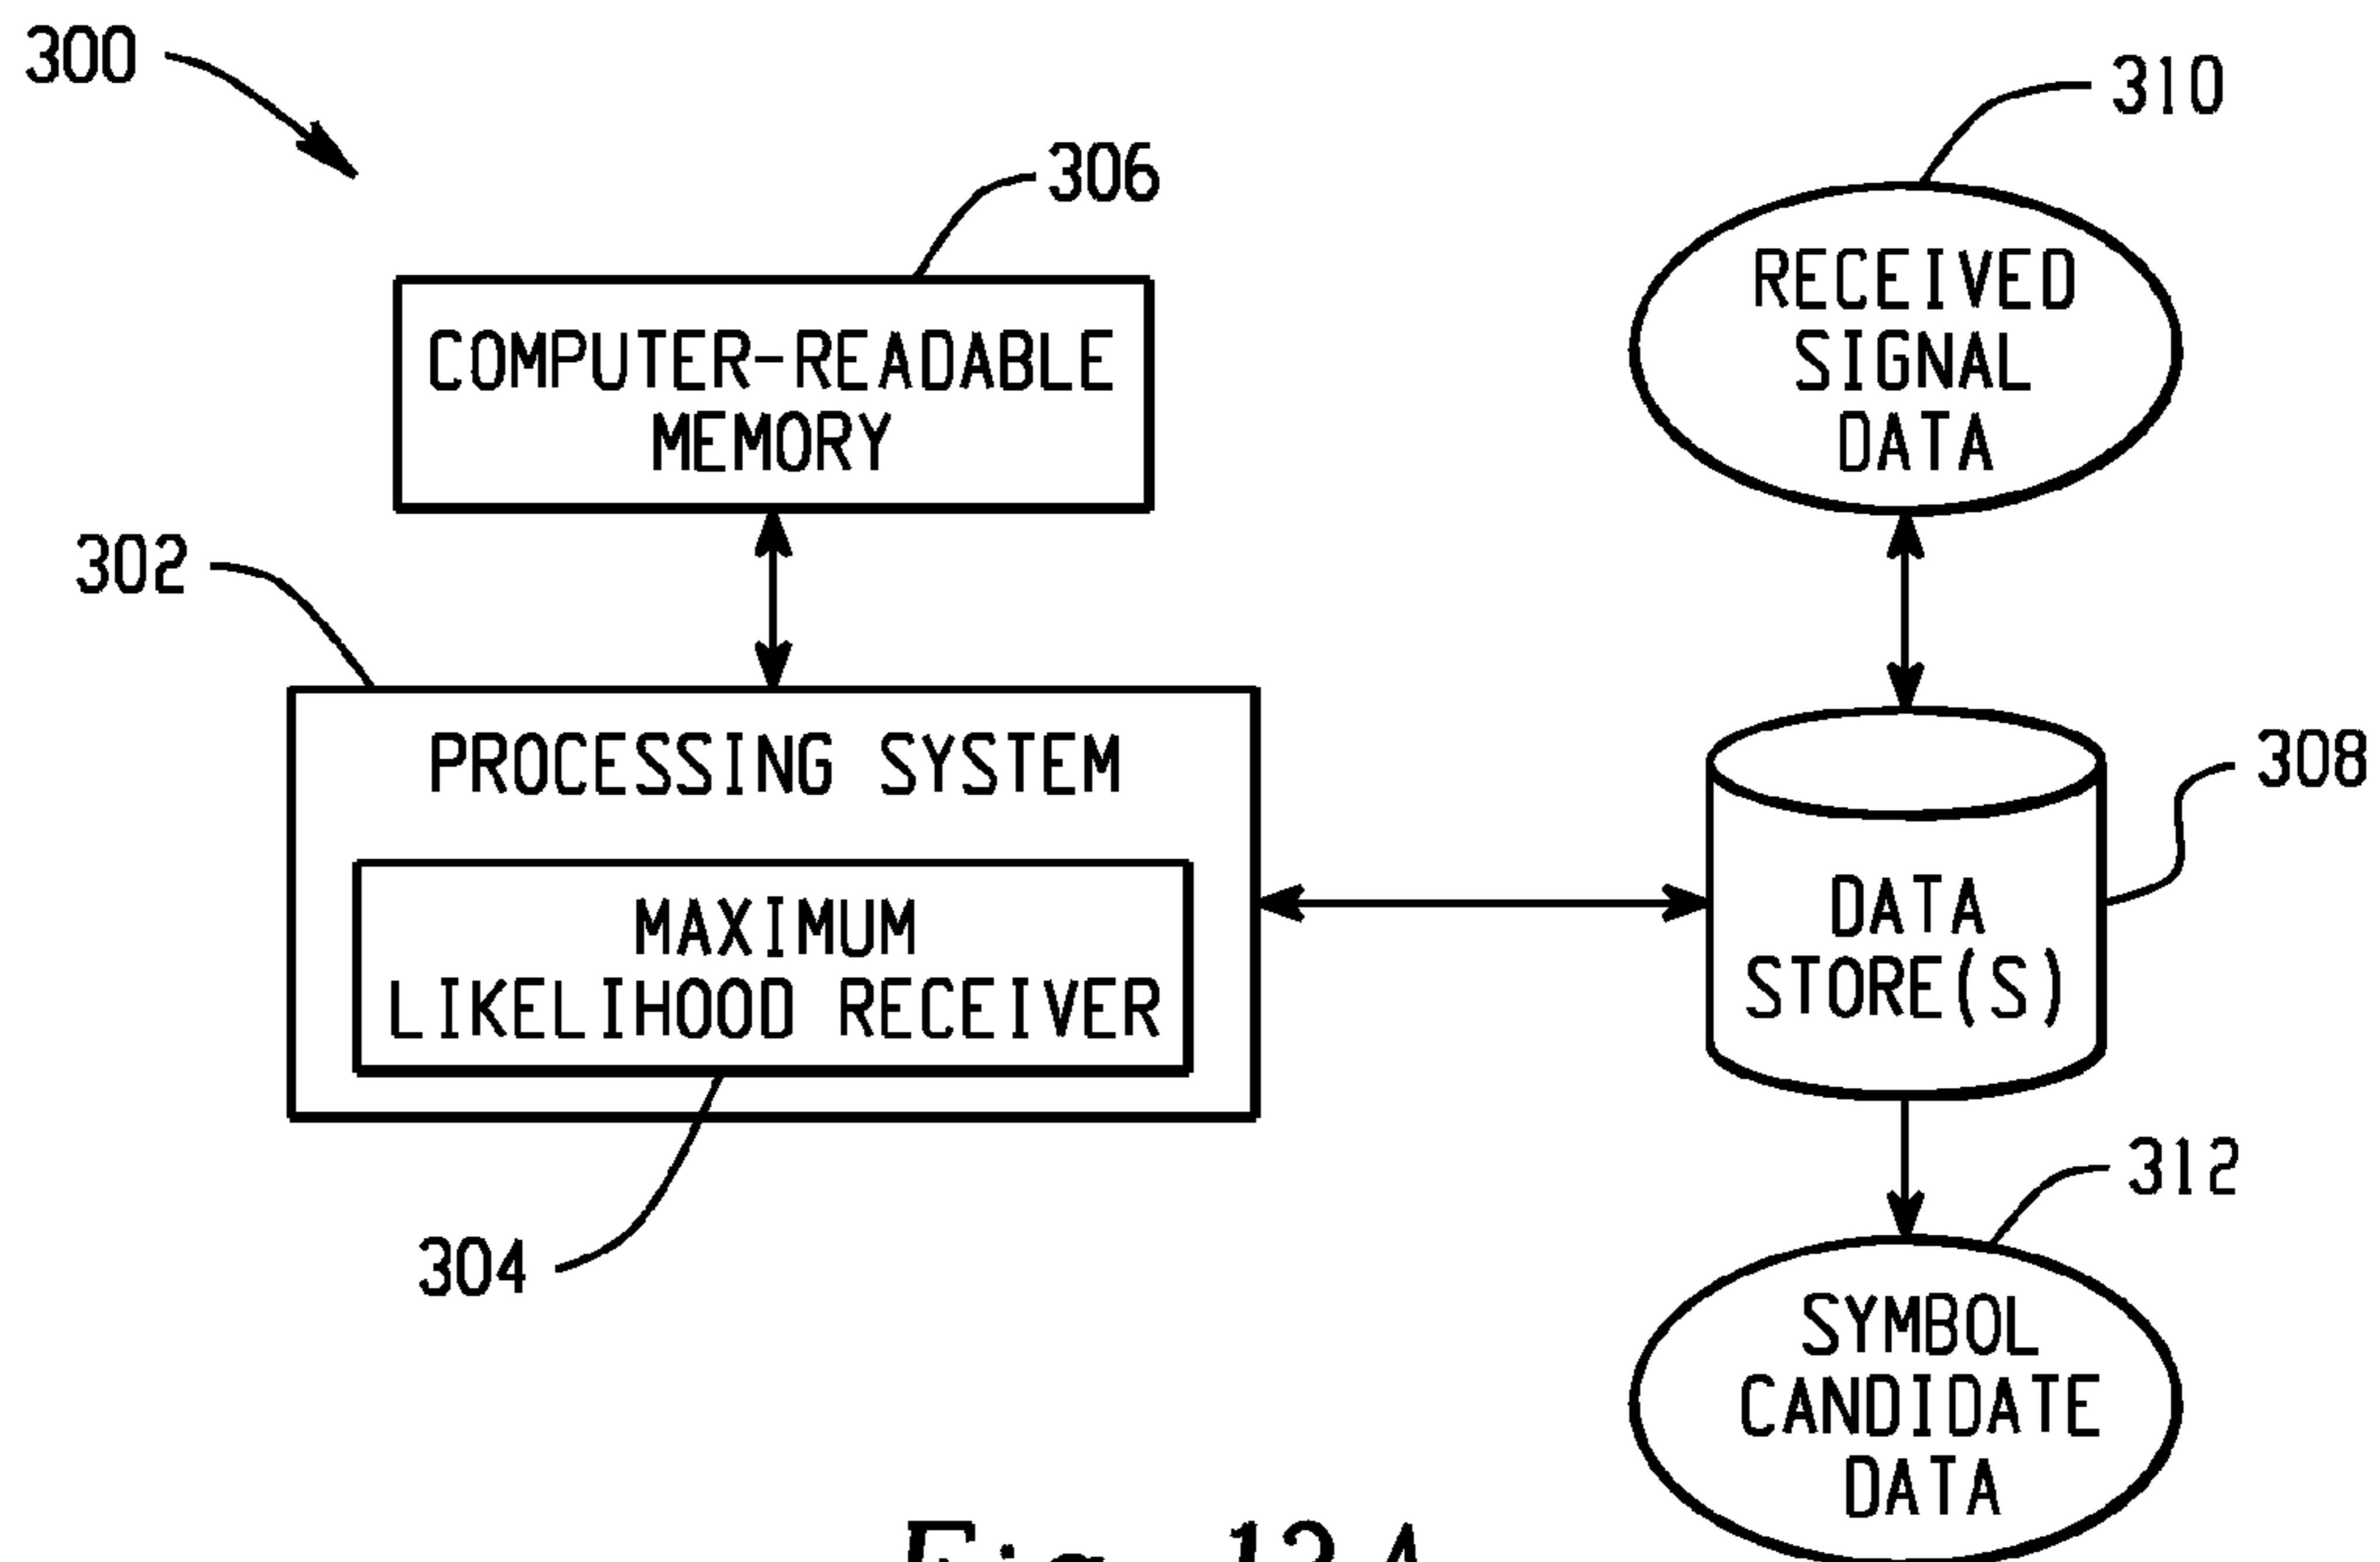 300
310
306
RECEIVED
SIGNAL
DATA
COMPUTER-READABLE
MEMORY
302
PROCESSING SYSTEM
308
MAXIMUM
LIKELIHOOD RECEIVER
DATA
STORE(S)
312
304
SYMBOL
CANDIDATE
DATA